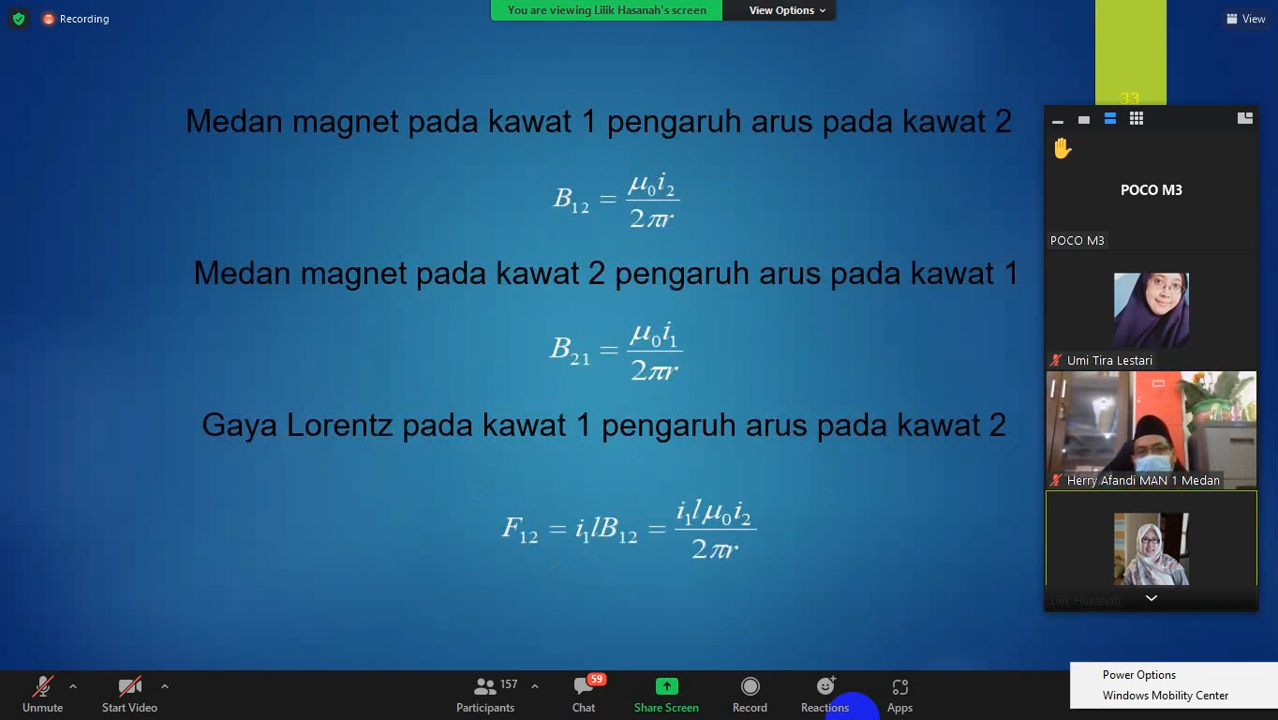 Recording
You are viewing Lilik Hasanah's screen
View Options
View
33
Medan magnet pada kawat 1 pengaruh arus pada kawat 2
B₁₂ = μ₀i₂ / 2πr
Medan magnet pada kawat 2 pengaruh arus pada kawat 1
B₂₁ = μ₀i₁ / 2πr
Gaya Lorentz pada kawat 1 pengaruh arus pada kawat 2
F₁₂ = i₁lB₁₂ = i₁lμ₀i₂ / 2πr
POCO M3
POCO M3
Umi Tira Lestari
Herry Afandi MAN 1 Medan
Lilik Hasanah
Power Options
Windows Mobility Center
Unmute
Start Video
157
Participants
59
Chat
Share Screen
Record
Reactions
Apps